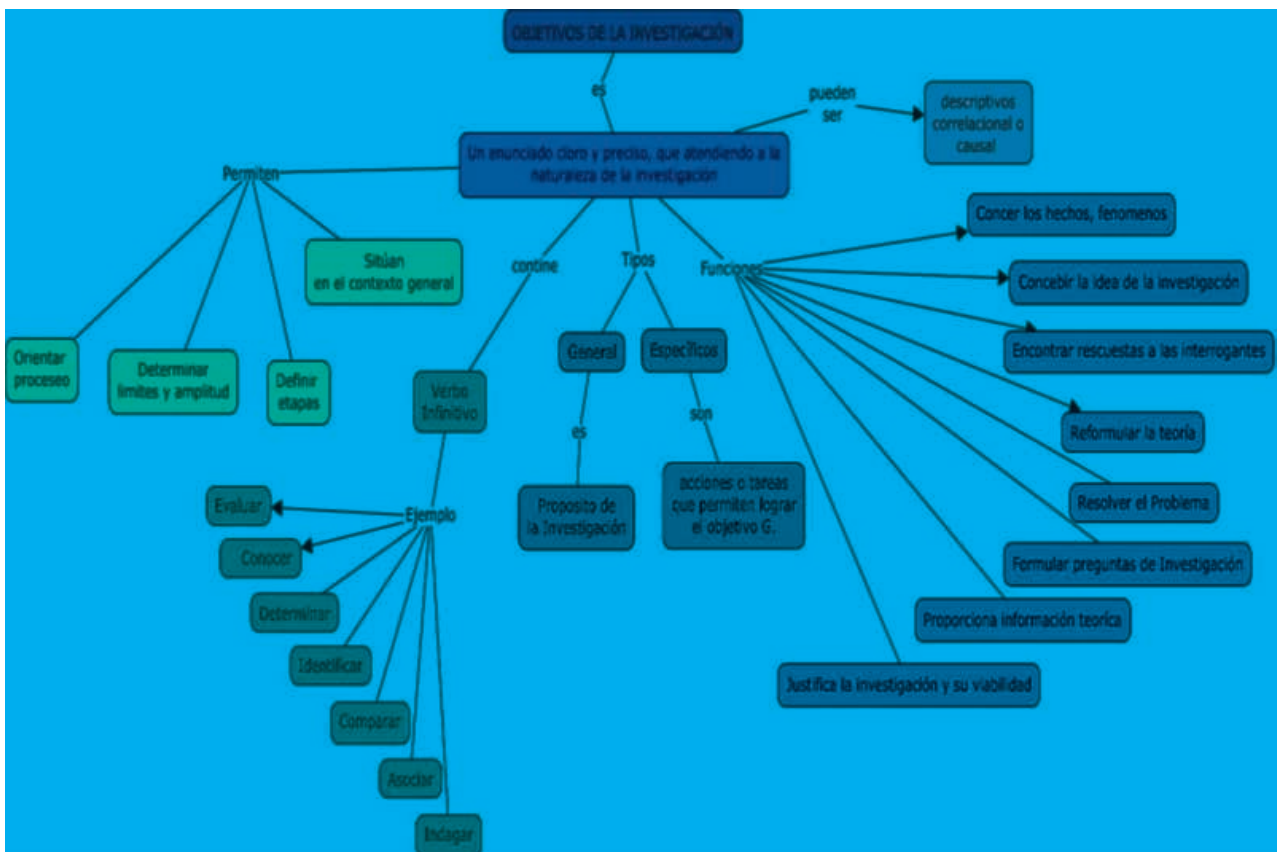 OBJETIVOS DE LA INVESTIGACIÓN
es
pueden
ser
descriptivos
correlacional o
causal
Un enunciado cloro y preciso, que atendiendo a la
naturaleza de la investigación
Permiten
Sitúan
en el contexto general
Orientar
proceseo
Determinar
limites y amplitud
Definir
etapas
contine
Verbo
Infinitivo
Ejemplo
Evaluar
Conocer
Determinar
Identificar
Comparar
Asociar
Indagar
Tipos
General
es
Proposito de
la Investigación
Específicos
son
acciones o tareas
que permiten lograr
el objetivo G.
Funciones
Concer los hechos, fenomenos
Concebir la idea de la investigación
Encontrar rescuestas a las interrogantes
Reformular la teoría
Resolver el Problema
Formular preguntas de Investigación
Proporciona información teoríca
Justifica la investigación y su viabilidad